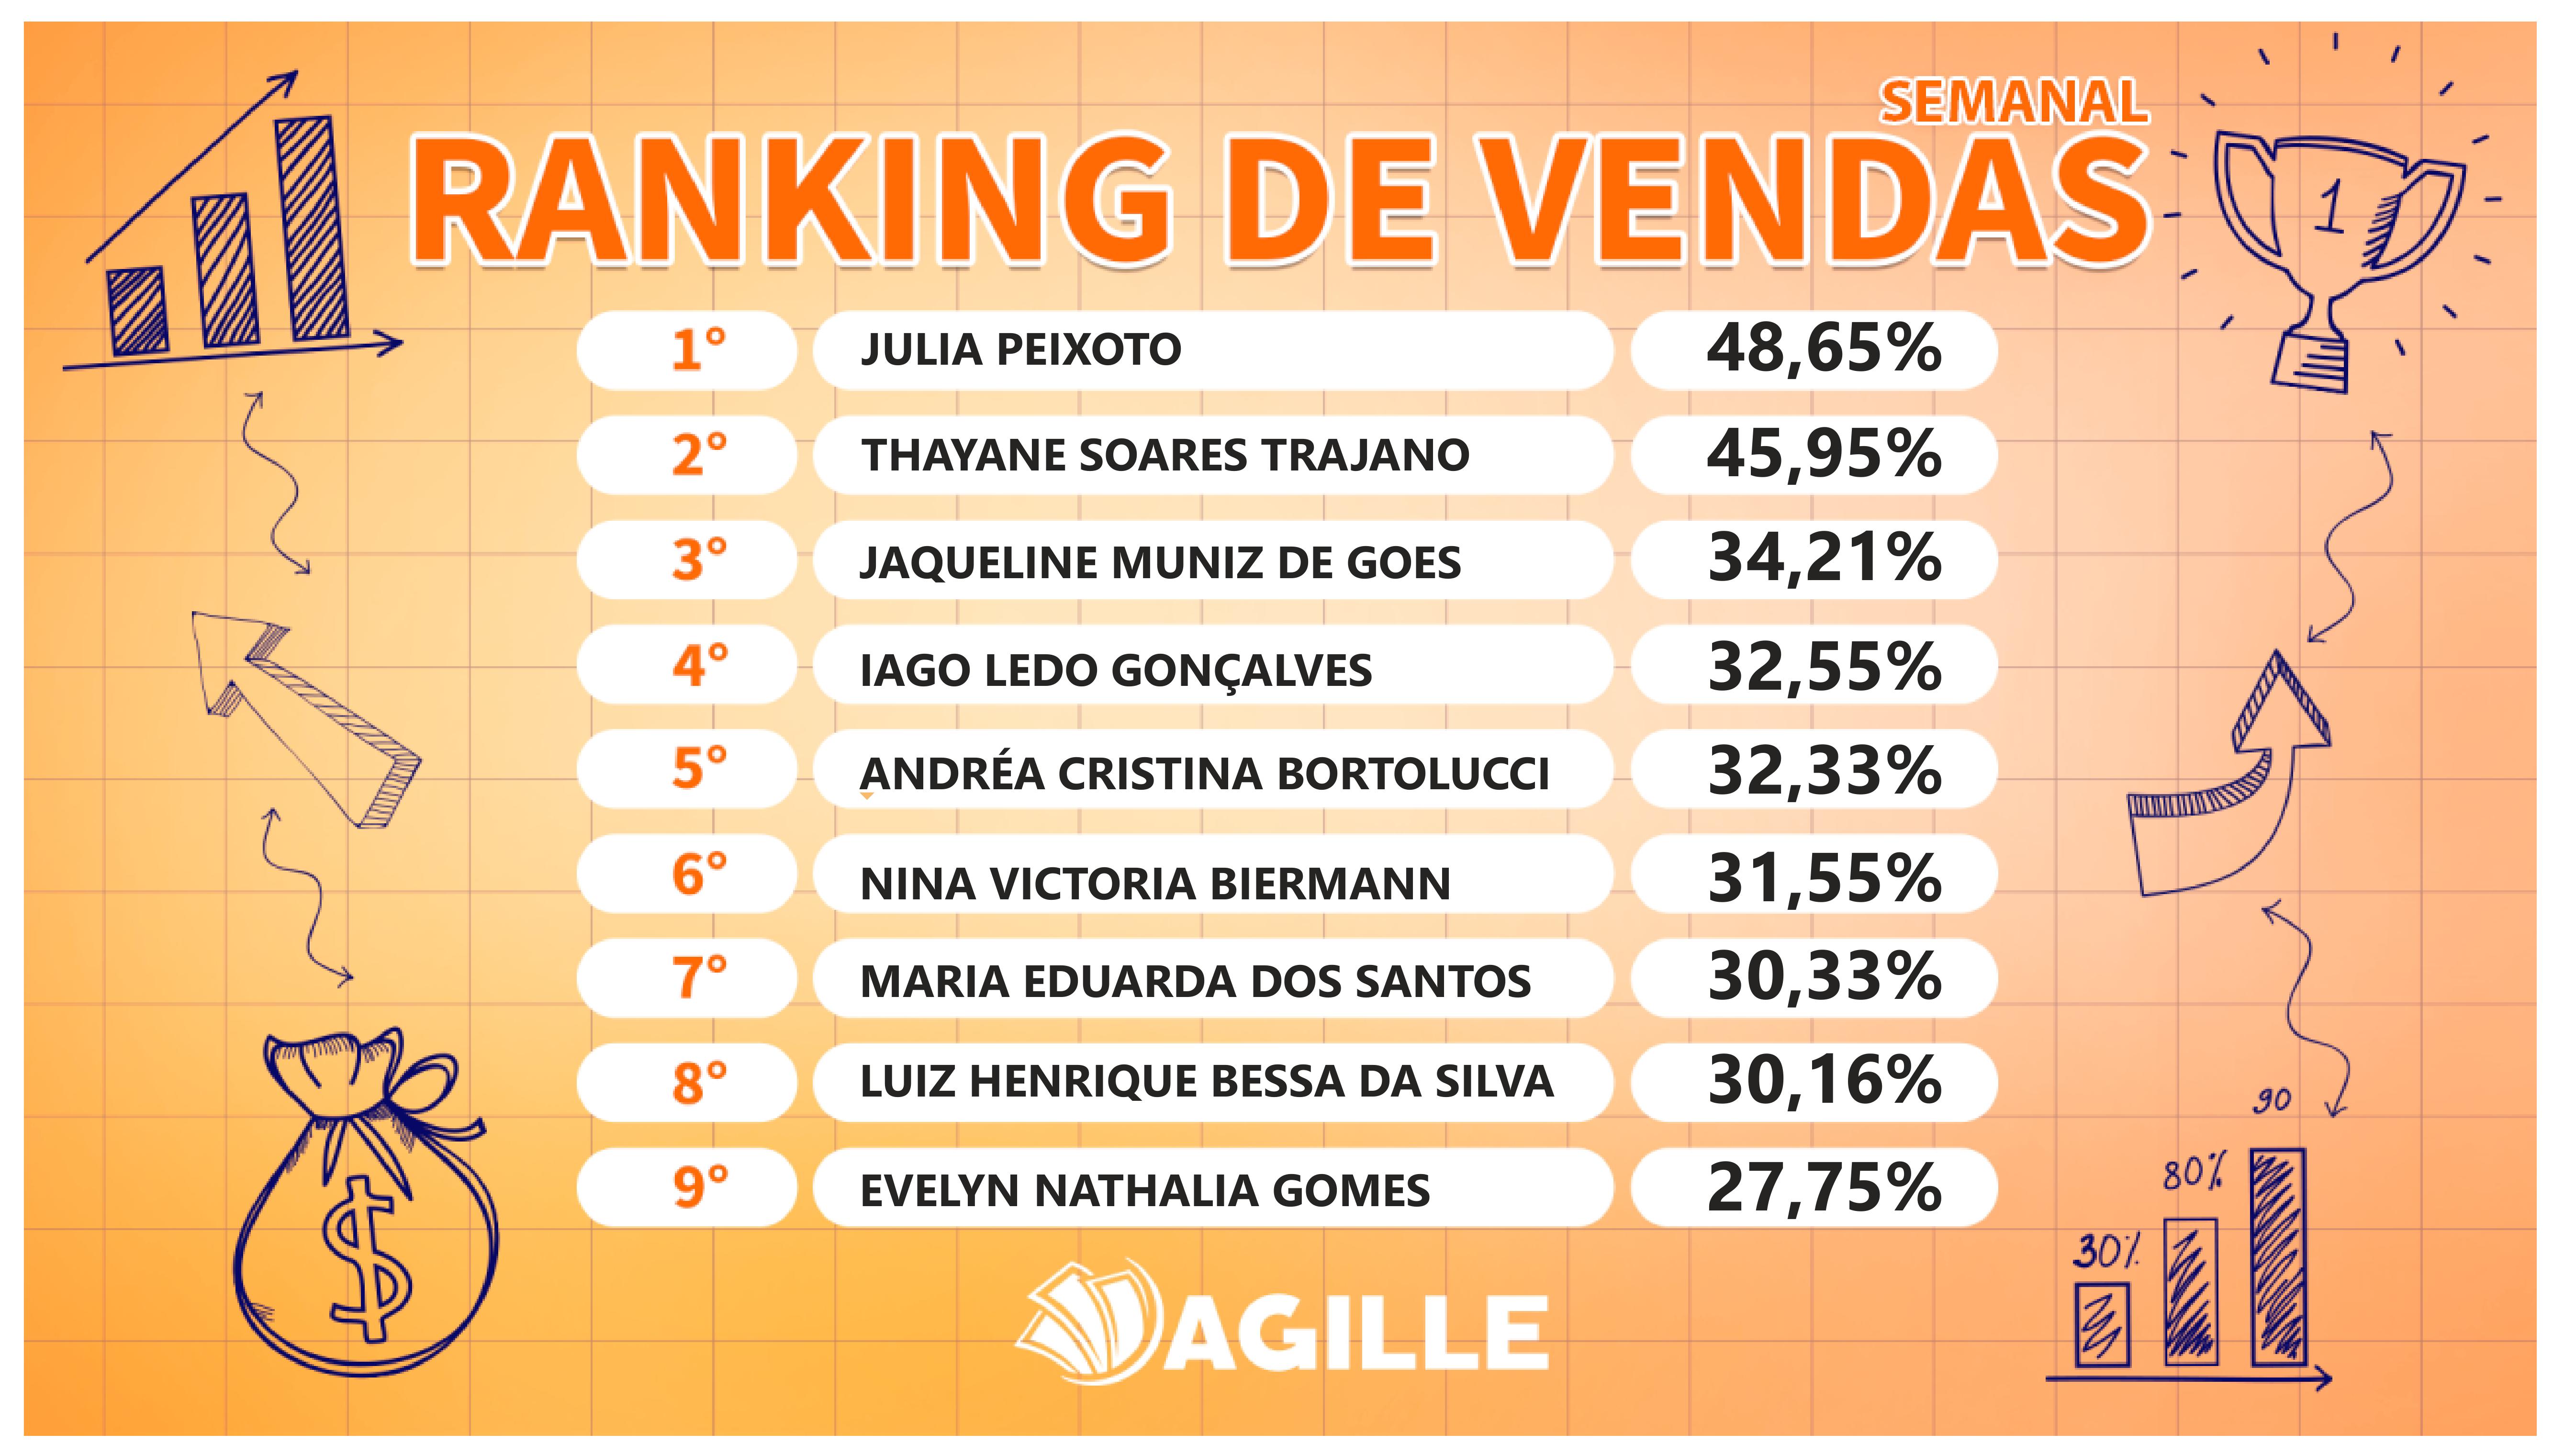 SEMANAL
RANKING DE VENDAS
1
1° JULIA PEIXOTO 48,65%
2° THAYANE SOARES TRAJANO 45,95%
3° JAQUELINE MUNIZ DE GOES 34,21%
4° IAGO LEDO GONÇALVES 32,55%
5° ANDRÉA CRISTINA BORTOLUCCI 32,33%
6° NINA VICTORIA BIERMANN 31,55%
7° MARIA EDUARDA DOS SANTOS 30,33%
8° LUIZ HENRIQUE BESSA DA SILVA 30,16%
9° EVELYN NATHALIA GOMES 27,75%
$
30% 80% 90
AGILLE